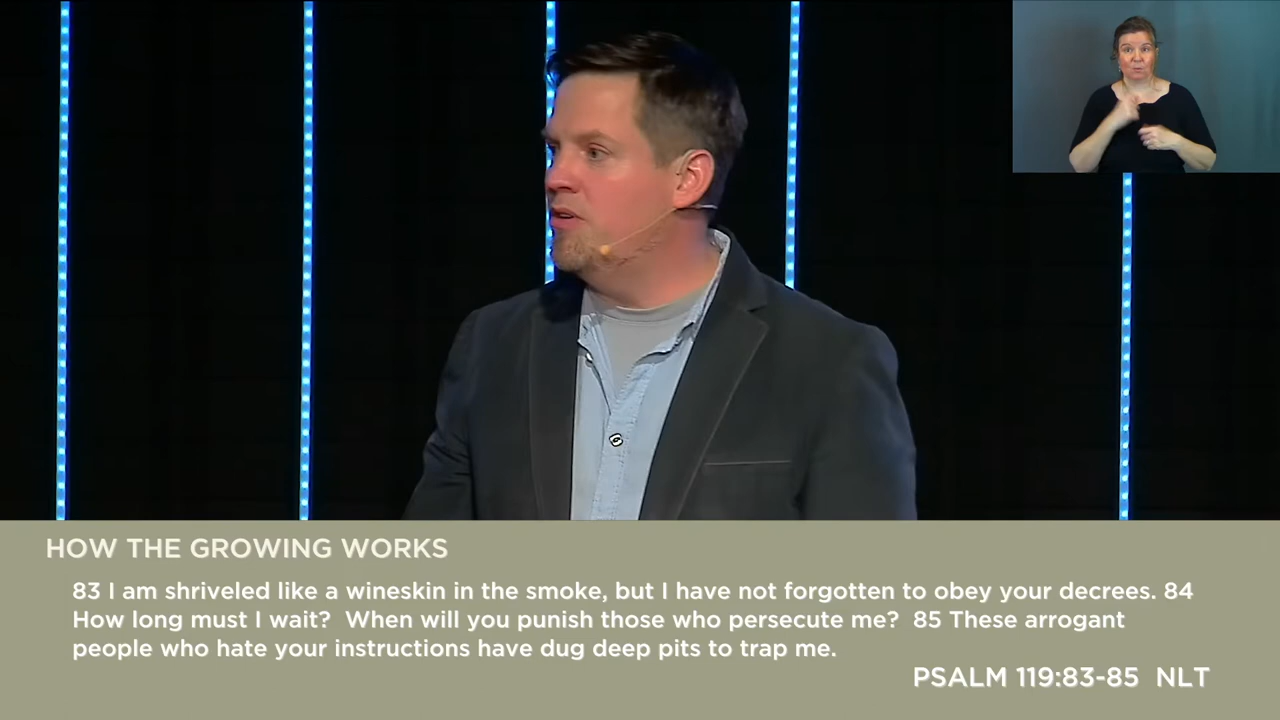 HOW THE GROWING WORKS
83 I am shriveled like a wineskin in the smoke, but I have not forgotten to obey your decrees. 84
How long must I wait?  When will you punish those who persecute me?  85 These arrogant
people who hate your instructions have dug deep pits to trap me.
PSALM 119:83-85  NLT